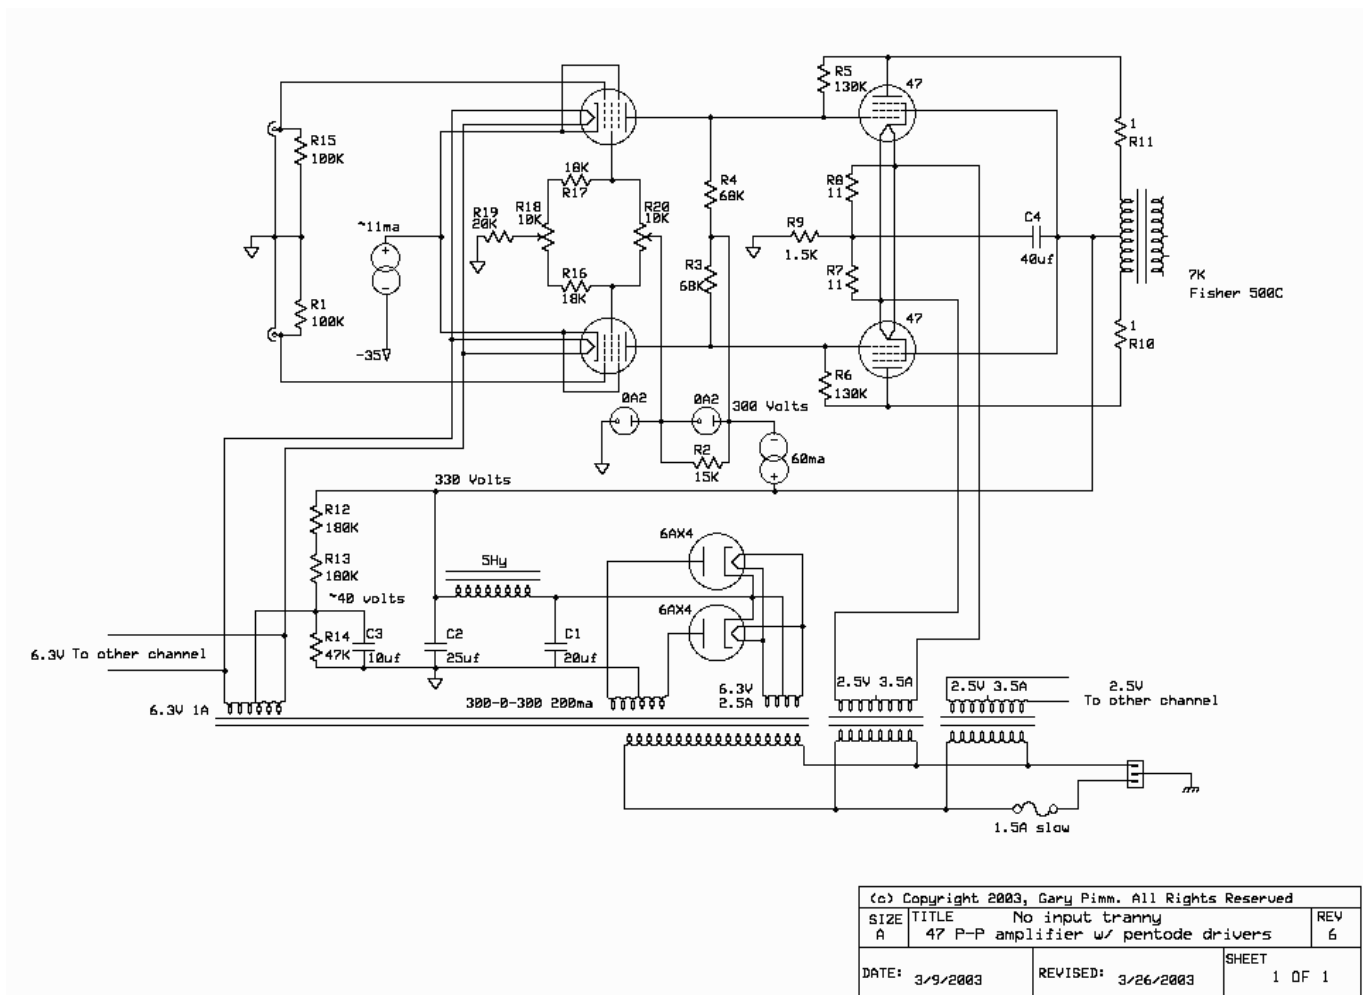 R5
130K
47
R15
100K
18K
R17
R4
68K
R8
11
1
R11
~11ma
R19
20K
R18
10K
R20
10K
R9
1.5K
C4
40uf
R3
68K
R7
11
R16
18K
R1
100K
-35V
47
7K
Fisher 500C
1
R10
R6
130K
0A2
0A2
300 Volts
R2
15K
60ma
330 Volts
R12
180K
6AX4
5Hy
R13
180K
~40 volts
6AX4
R14
47K
C3
10uf
C2
25uf
C1
20uf
6.3V To other channel
6.3V 1A
300-0-300 200ma
6.3V
2.5A
2.5V 3.5A
2.5V 3.5A
2.5V
To other channel
1.5A slow
(c) Copyright 2003, Gary Pimm. All Rights Reserved
SIZE
A
TITLE
No input tranny
47 P-P amplifier w/ pentode drivers
REV
6
DATE: 3/9/2003
REVISED: 3/26/2003
SHEET
1 OF 1